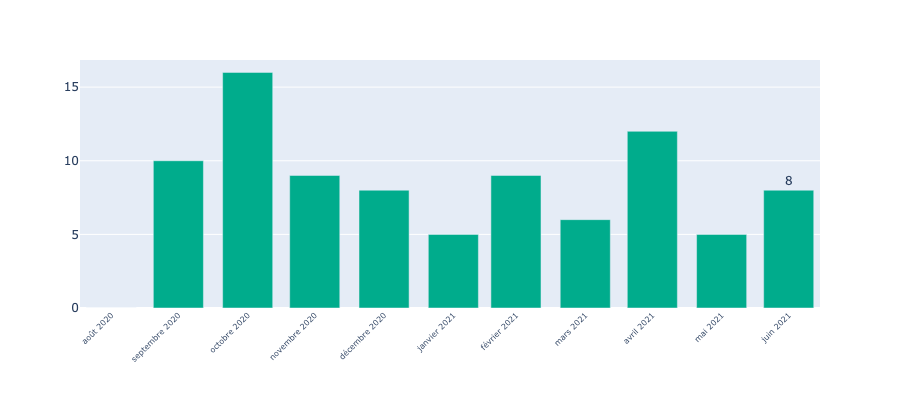 15
10
5
0
8
août 2020
septembre 2020
octobre 2020
novembre 2020
décembre 2020
janvier 2021
février 2021
mars 2021
avril 2021
mai 2021
juin 2021